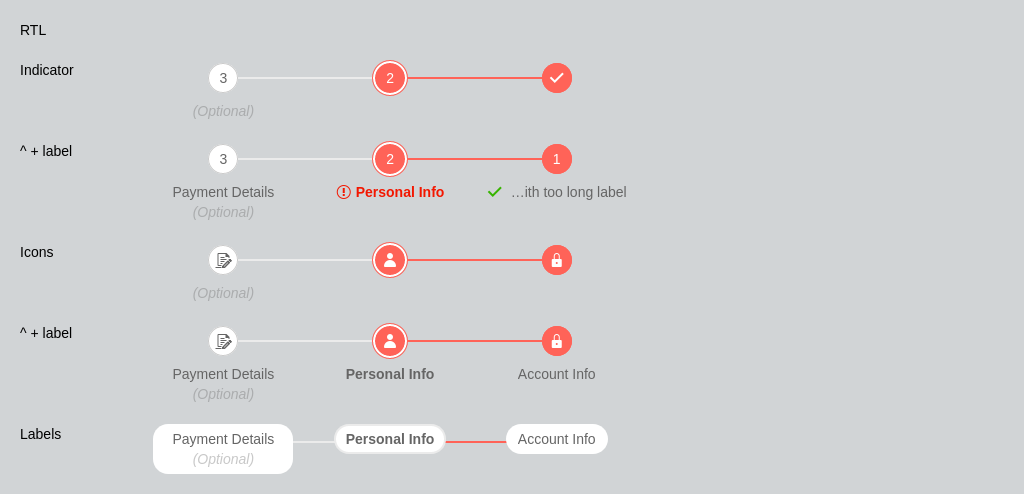 RTL
Indicator
3 2
(Optional)
^ + label
3 2 1
Payment Details Personal Info …ith too long label
(Optional)
Icons
(Optional)
^ + label
Payment Details Personal Info Account Info
(Optional)
Labels
Payment Details Personal Info Account Info
(Optional)